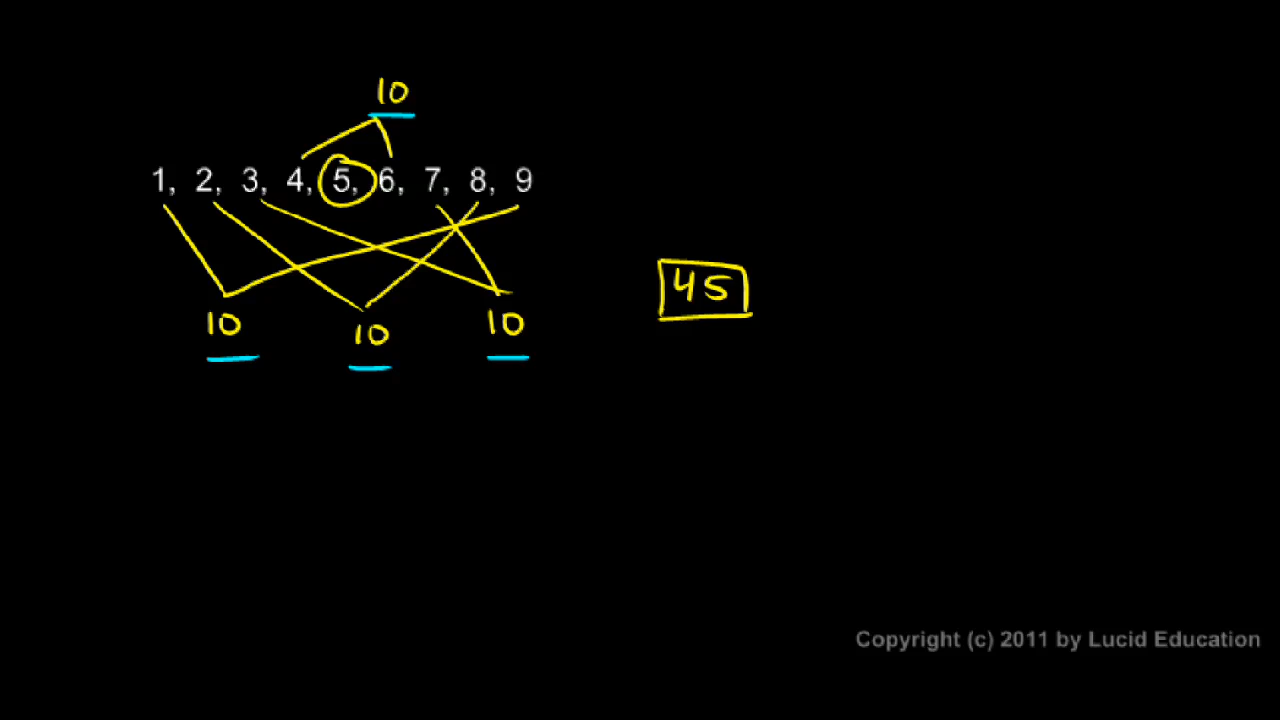 10
1, 2, 3, 4, 5, 6, 7, 8, 9
45
10 10 10
Copyright (c) 2011 by Lucid Education